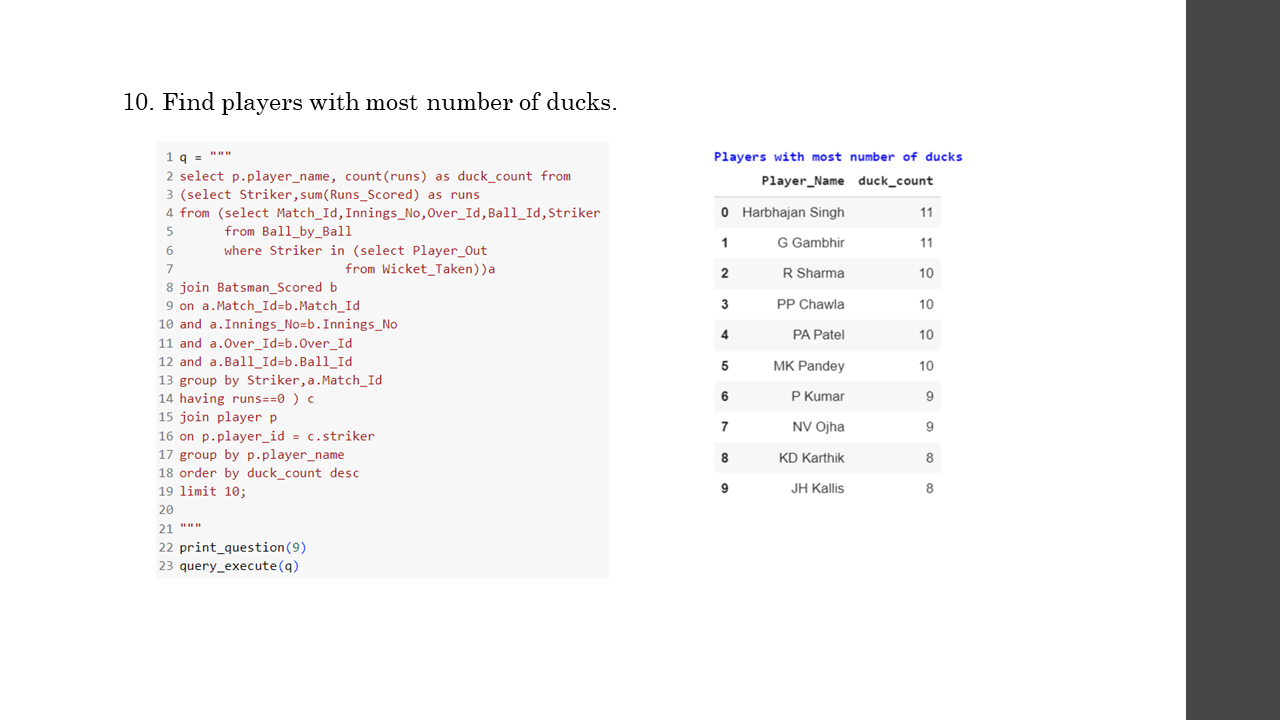 10. Find players with most number of ducks.
1 q = """
2 select p.player_name, count(runs) as duck_count from
3 (select Striker,sum(Runs_Scored) as runs
4 from (select Match_Id,Innings_No,Over_Id,Ball_Id,Striker
5       from Ball_by_Ball
6       where Striker in (select Player_Out
7                       from Wicket_Taken))a
8 join Batsman_Scored b
9 on a.Match_Id=b.Match_Id
10 and a.Innings_No=b.Innings_No
11 and a.Over_Id=b.Over_Id
12 and a.Ball_Id=b.Ball_Id
13 group by Striker,a.Match_Id
14 having runs==0 ) c
15 join player p
16 on p.player_id = c.striker
17 group by p.player_name
18 order by duck_count desc
19 limit 10;
20
21 """
22 print_question(9)
23 query_execute(q)
Players with most number of ducks
Player_Name duck_count
0 Harbhajan Singh 11
1 G Gambhir 11
2 R Sharma 10
3 PP Chawla 10
4 PA Patel 10
5 MK Pandey 10
6 P Kumar 9
7 NV Ojha 9
8 KD Karthik 8
9 JH Kallis 8